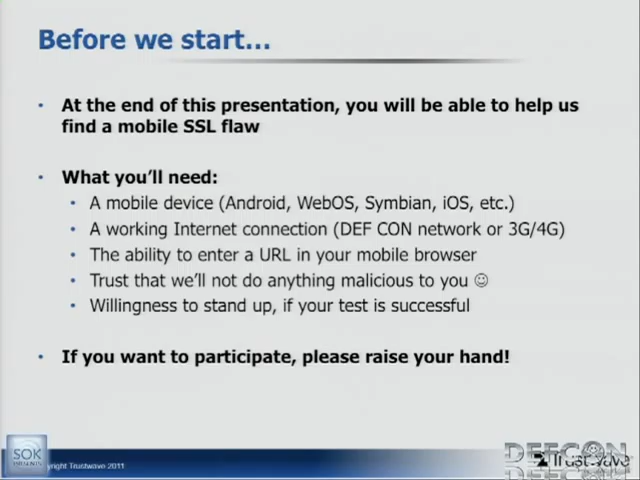 Before we start...
• At the end of this presentation, you will be able to help us
find a mobile SSL flaw
• What you'll need:
• A mobile device (Android, WebOS, Symbian, iOS, etc.)
• A working Internet connection (DEF CON network or 3G/4G)
• The ability to enter a URL in your mobile browser
• Trust that we'll not do anything malicious to you ☺
• Willingness to stand up, if your test is successful
• If you want to participate, please raise your hand!
SOK
PRESENTS
yright Trustwave 2011
DEFCON
Trustwave